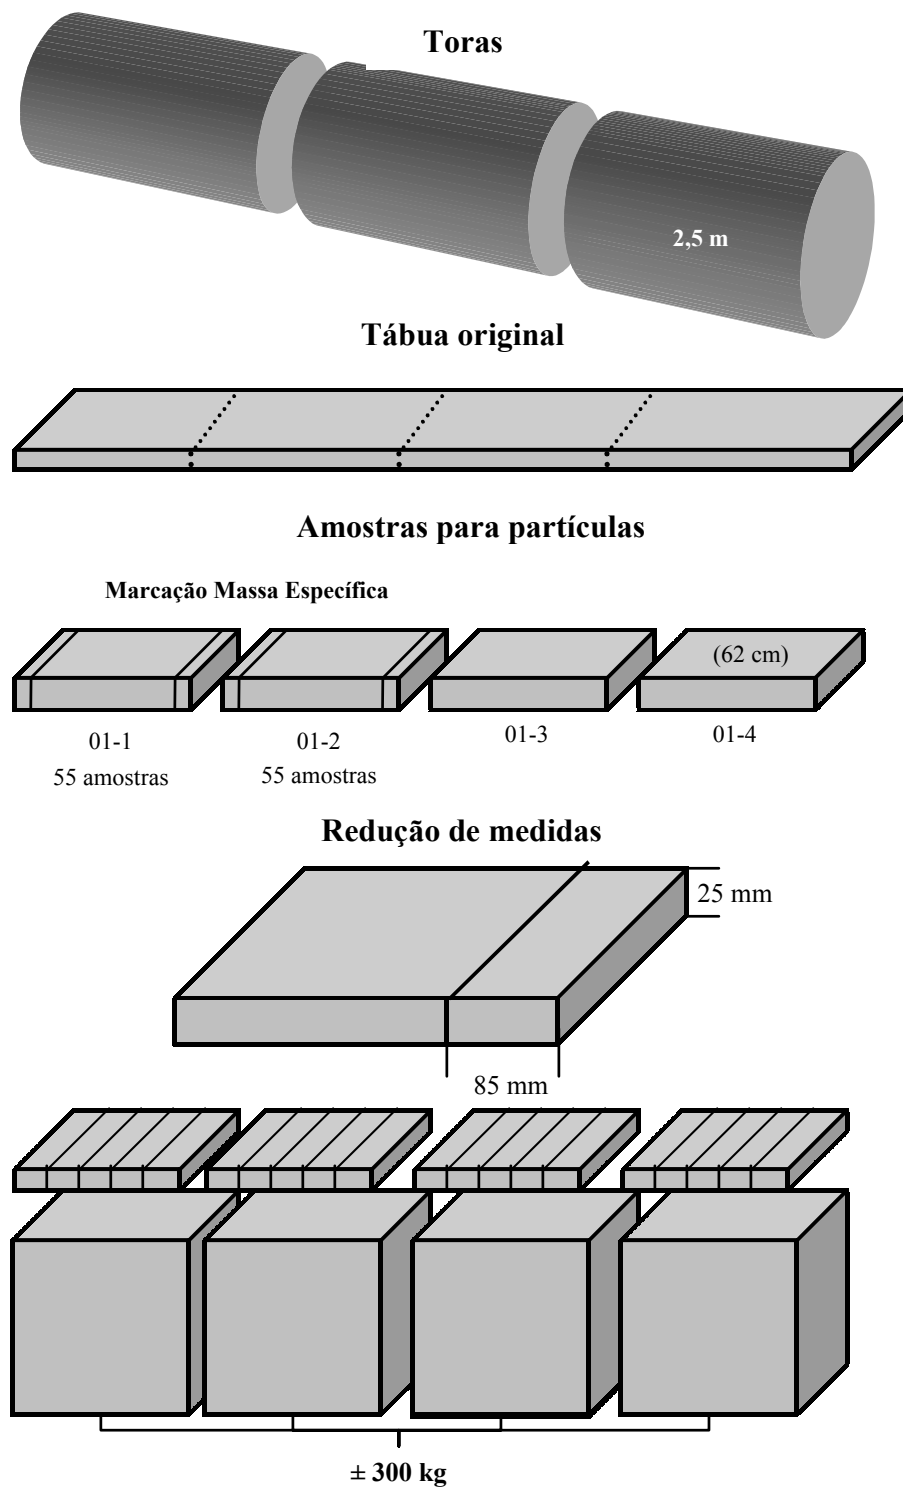 Toras
2,5 m
Tábua original
Amostras para partículas
Marcação Massa Específica
(62 cm)
01-1
01-2
01-3
01-4
55 amostras
55 amostras
Redução de medidas
25 mm
85 mm
± 300 kg